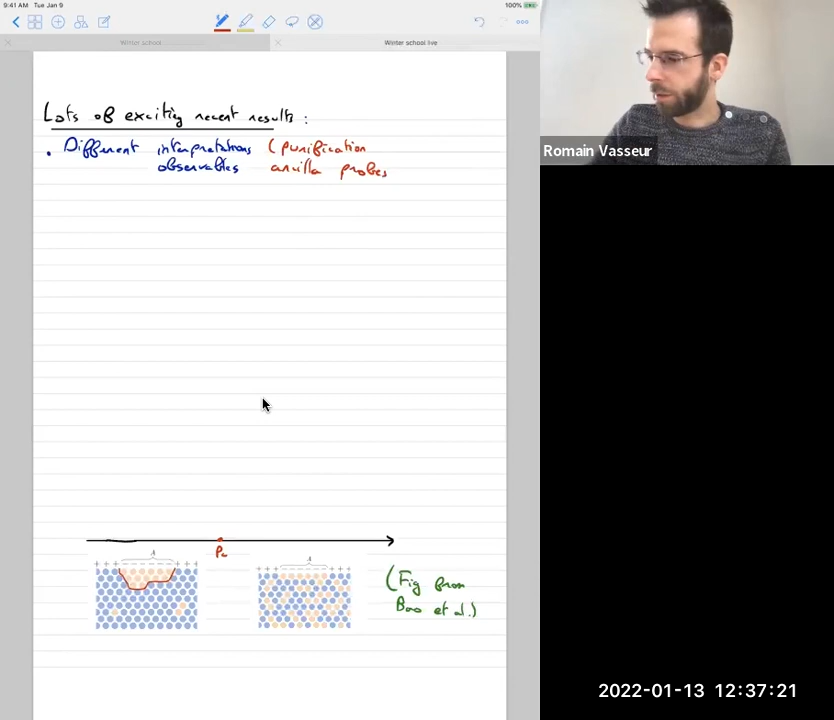 9:41 AM Tue Jan 9
100%
Winter school
Winter school live
Lots of exciting recent results :
• Different interpretations ( purification
observables ancilla probes
Romain Vasseur
Pc
A
A
+ + + + + +
+ + + + + +
(Fig from
Bao et al.)
2022-01-13 12:37:21